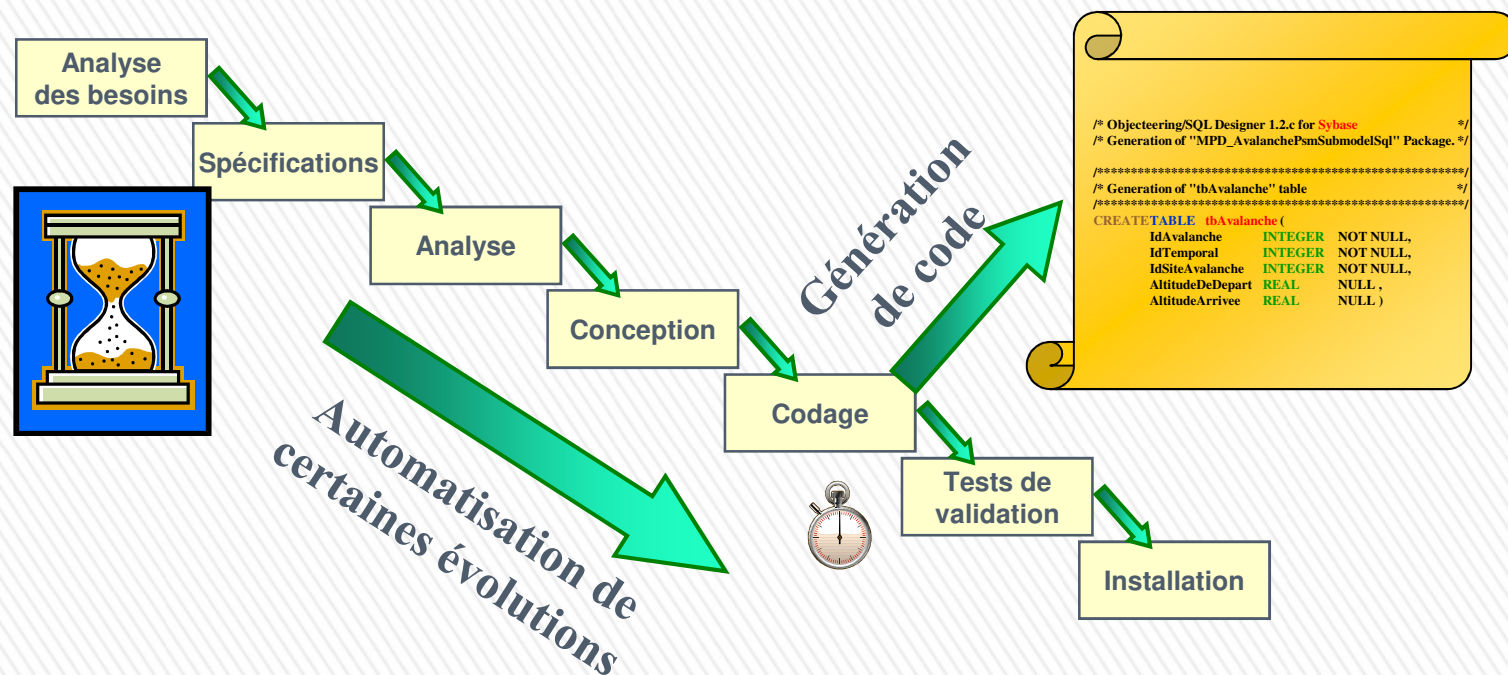 Analyse
des besoins
Spécifications
Analyse
Conception
Codage
Tests de
validation
Installation
Automatisation de
certaines évolutions
Génération
de code
/* Objecteering/SQL Designer 1.2.c for Sybase */
/* Generation of "MPD_AvalanchePsmSubmodelSql" Package. */
/*******************************************************/
/* Generation of "tbAvalanche" table */
/*******************************************************/
CREATE TABLE tbAvalanche (
IdAvalanche INTEGER NOT NULL,
IdTemporal INTEGER NOT NULL,
IdSiteAvalanche INTEGER NOT NULL,
AltitudeDeDepart REAL NULL ,
AltitudeArrivee REAL NULL )